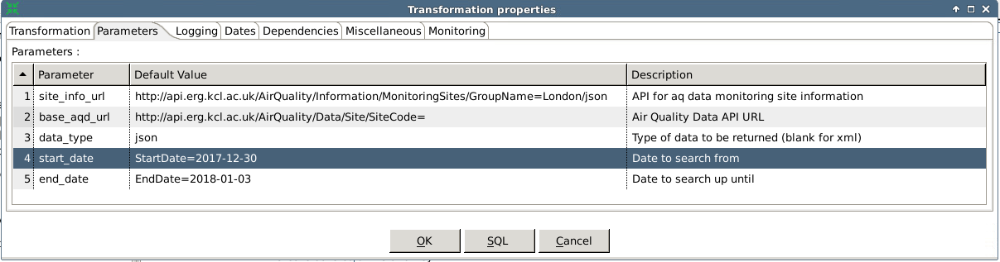 Transformation properties
Transformation Parameters Logging Dates Dependencies Miscellaneous Monitoring
Parameters :
Parameter Default Value Description
1 site_info_url http://api.erg.kcl.ac.uk/AirQuality/Information/MonitoringSites/GroupName=London/json API for aq data monitoring site information
2 base_aqd_url http://api.erg.kcl.ac.uk/AirQuality/Data/Site/SiteCode= Air Quality Data API URL
3 data_type json Type of data to be returned (blank for xml)
4 start_date StartDate=2017-12-30 Date to search from
5 end_date EndDate=2018-01-03 Date to search up until
OK SQL Cancel